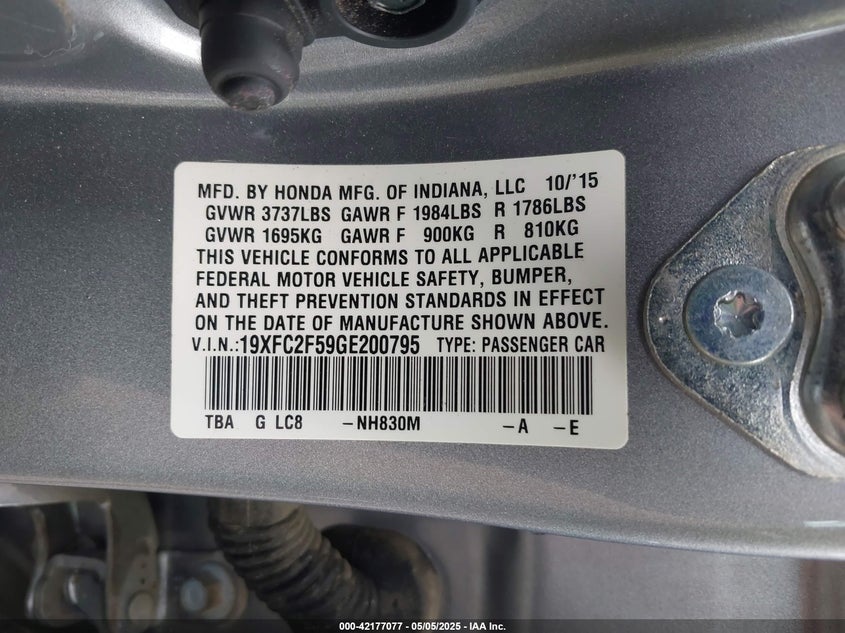 MFD. BY HONDA MFG. OF INDIANA, LLC 10/'15
GVWR 3737LBS GAWR F 1984LBS R 1786LBS
GVWR 1695KG GAWR F 900KG R 810KG
THIS VEHICLE CONFORMS TO ALL APPLICABLE
FEDERAL MOTOR VEHICLE SAFETY, BUMPER,
AND THEFT PREVENTION STANDARDS IN EFFECT
ON THE DATE OF MANUFACTURE SHOWN ABOVE.
V.I.N.:19XFC2F59GE200795 TYPE: PASSENGER CAR
TBA G LC8 -NH830M -A -E
000-42177077 - 05/05/2025 - IAA Inc.